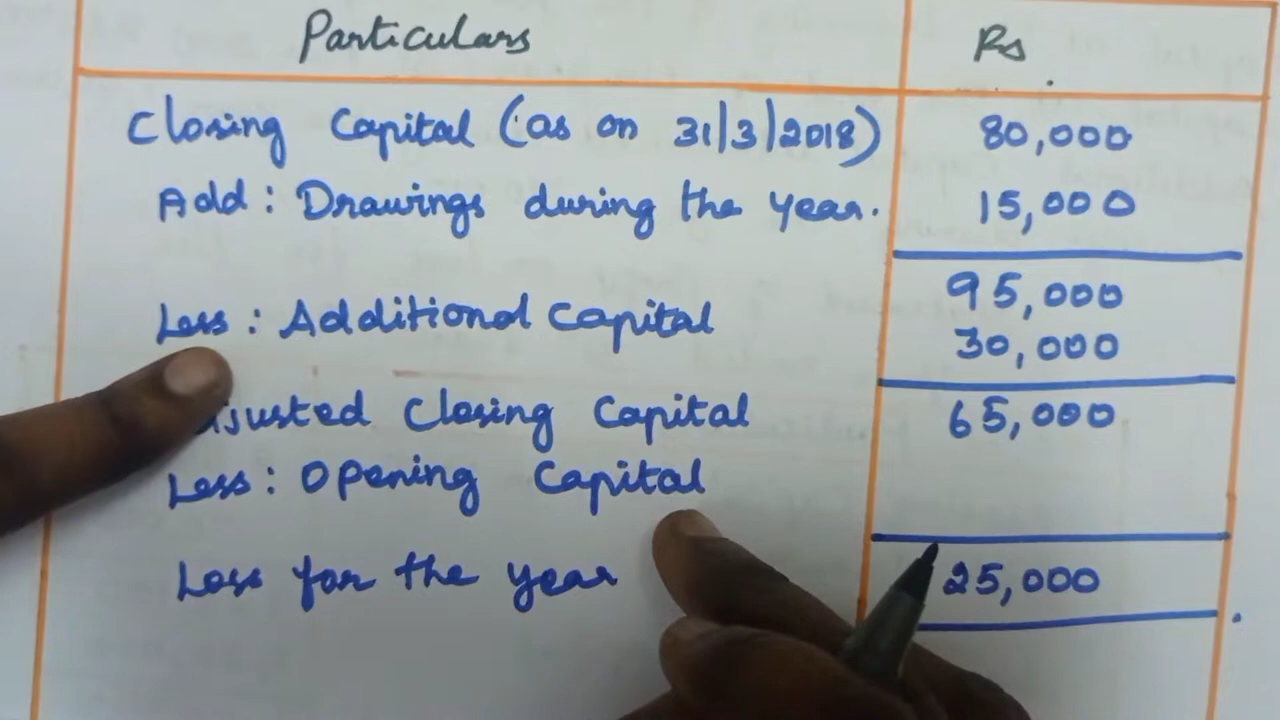 Particulars Rs
Closing Capital (as on 31/3/2018) 80,000
Add: Drawings during the year. 15,000
95,000
Less: Additional Capital 30,000
Closing Capital 65,000
Less: Opening Capital
Loss for the year 25,000